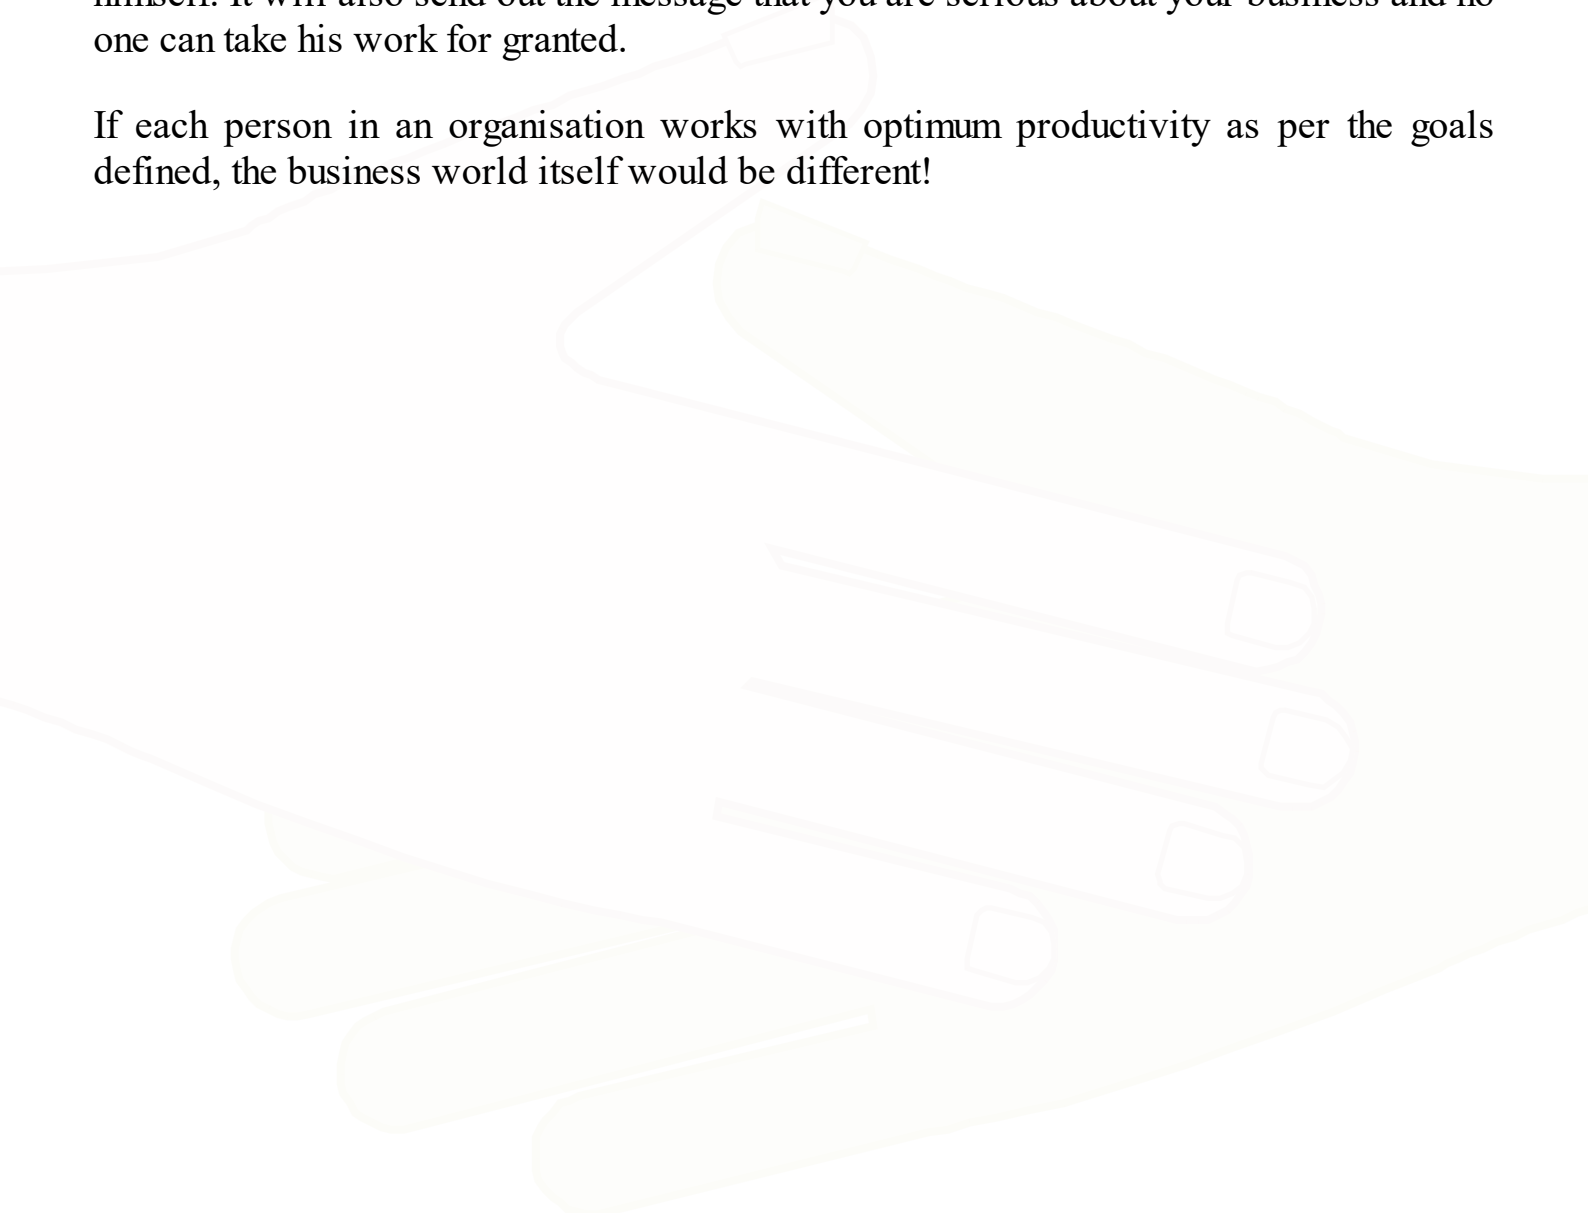 himself. It will also send out the message that you are serious about your business and no
one can take his work for granted.
If each person in an organisation works with optimum productivity as per the goals
defined, the business world itself would be different!